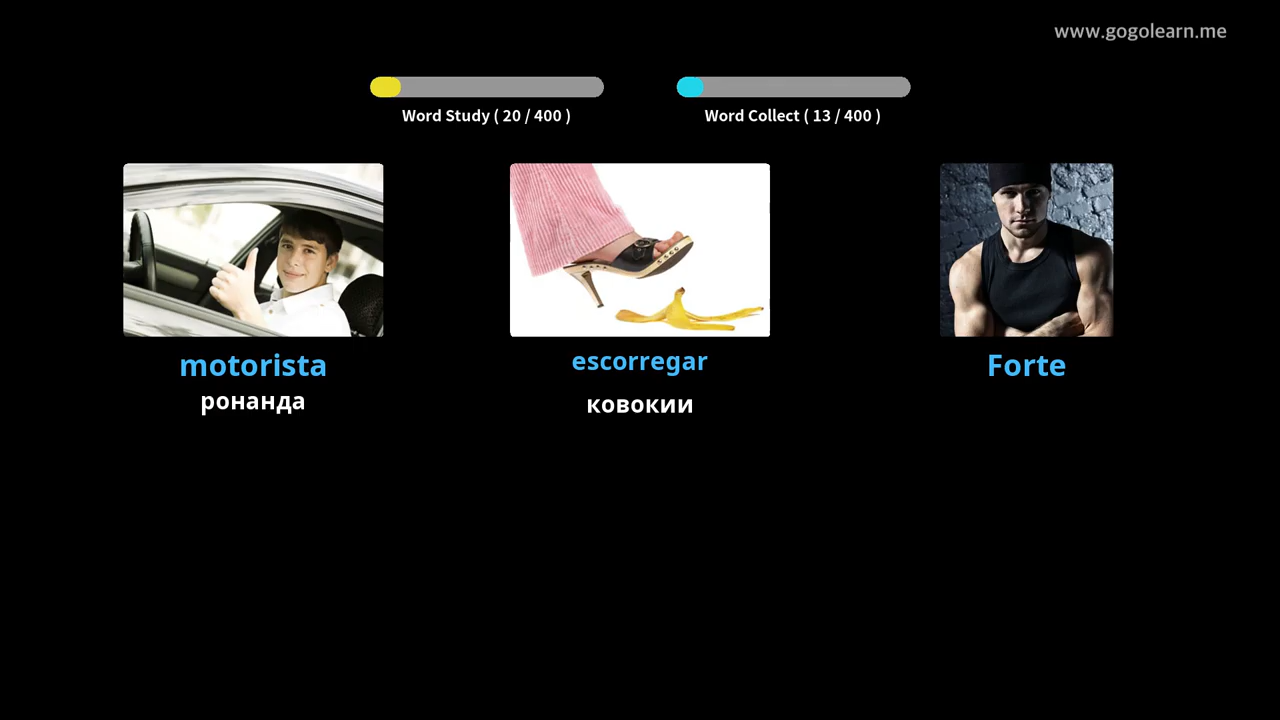 www.gogolearn.me
Word Study ( 20 / 400 )
Word Collect ( 13 / 400 )
motorista
ронанда
escorregar
ковокии
Forte